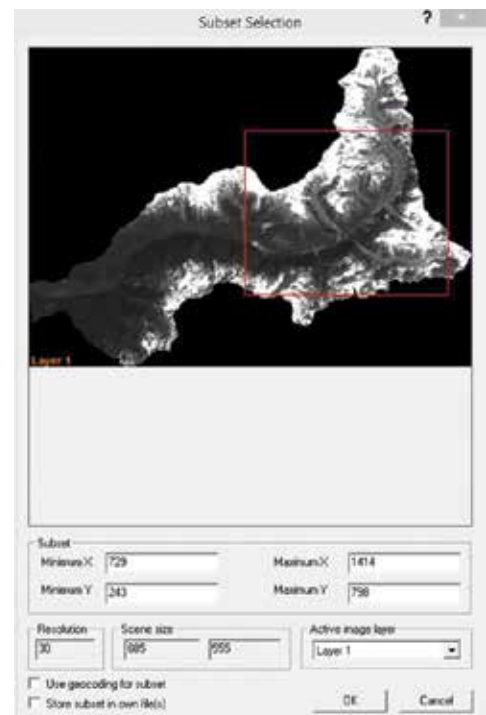 Subset Selection
?
Layer 1
Subset
Minimum X 729
Maximum X 1414
Minimum Y 243
Maximum Y 798
Resolution
Scene size
Active image layer
30
685
555
Layer 1
Use geocoding for subset
Store subset in own file(s)
OK
Cancel